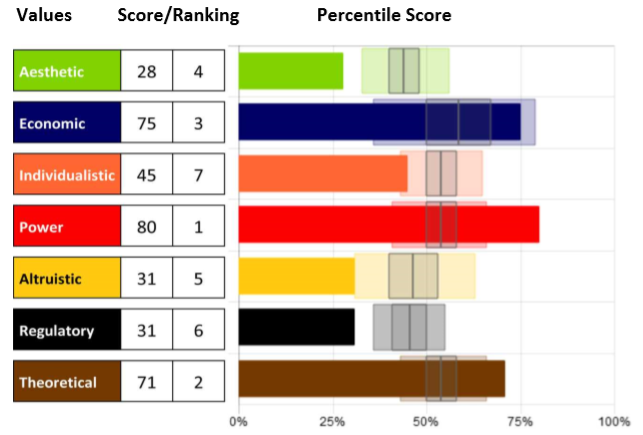 Values Score/Ranking Percentile Score
Aesthetic 28 4
Economic 75 3
Individualistic 45 7
Power 80 1
Altruistic 31 5
Regulatory 31 6
Theoretical 71 2
0% 25% 50% 75% 100%